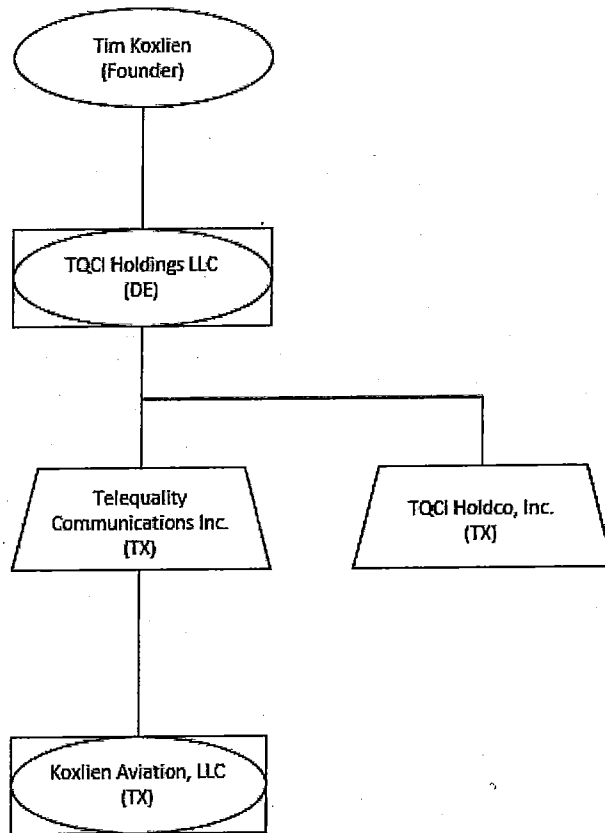 Tim Koxlien
(Founder)
TQCI Holdings LLC
(DE)
Telequality
Communications Inc.
(TX)
TQCI Holdco, Inc.
(TX)
Koxlien Aviation, LLC
(TX)